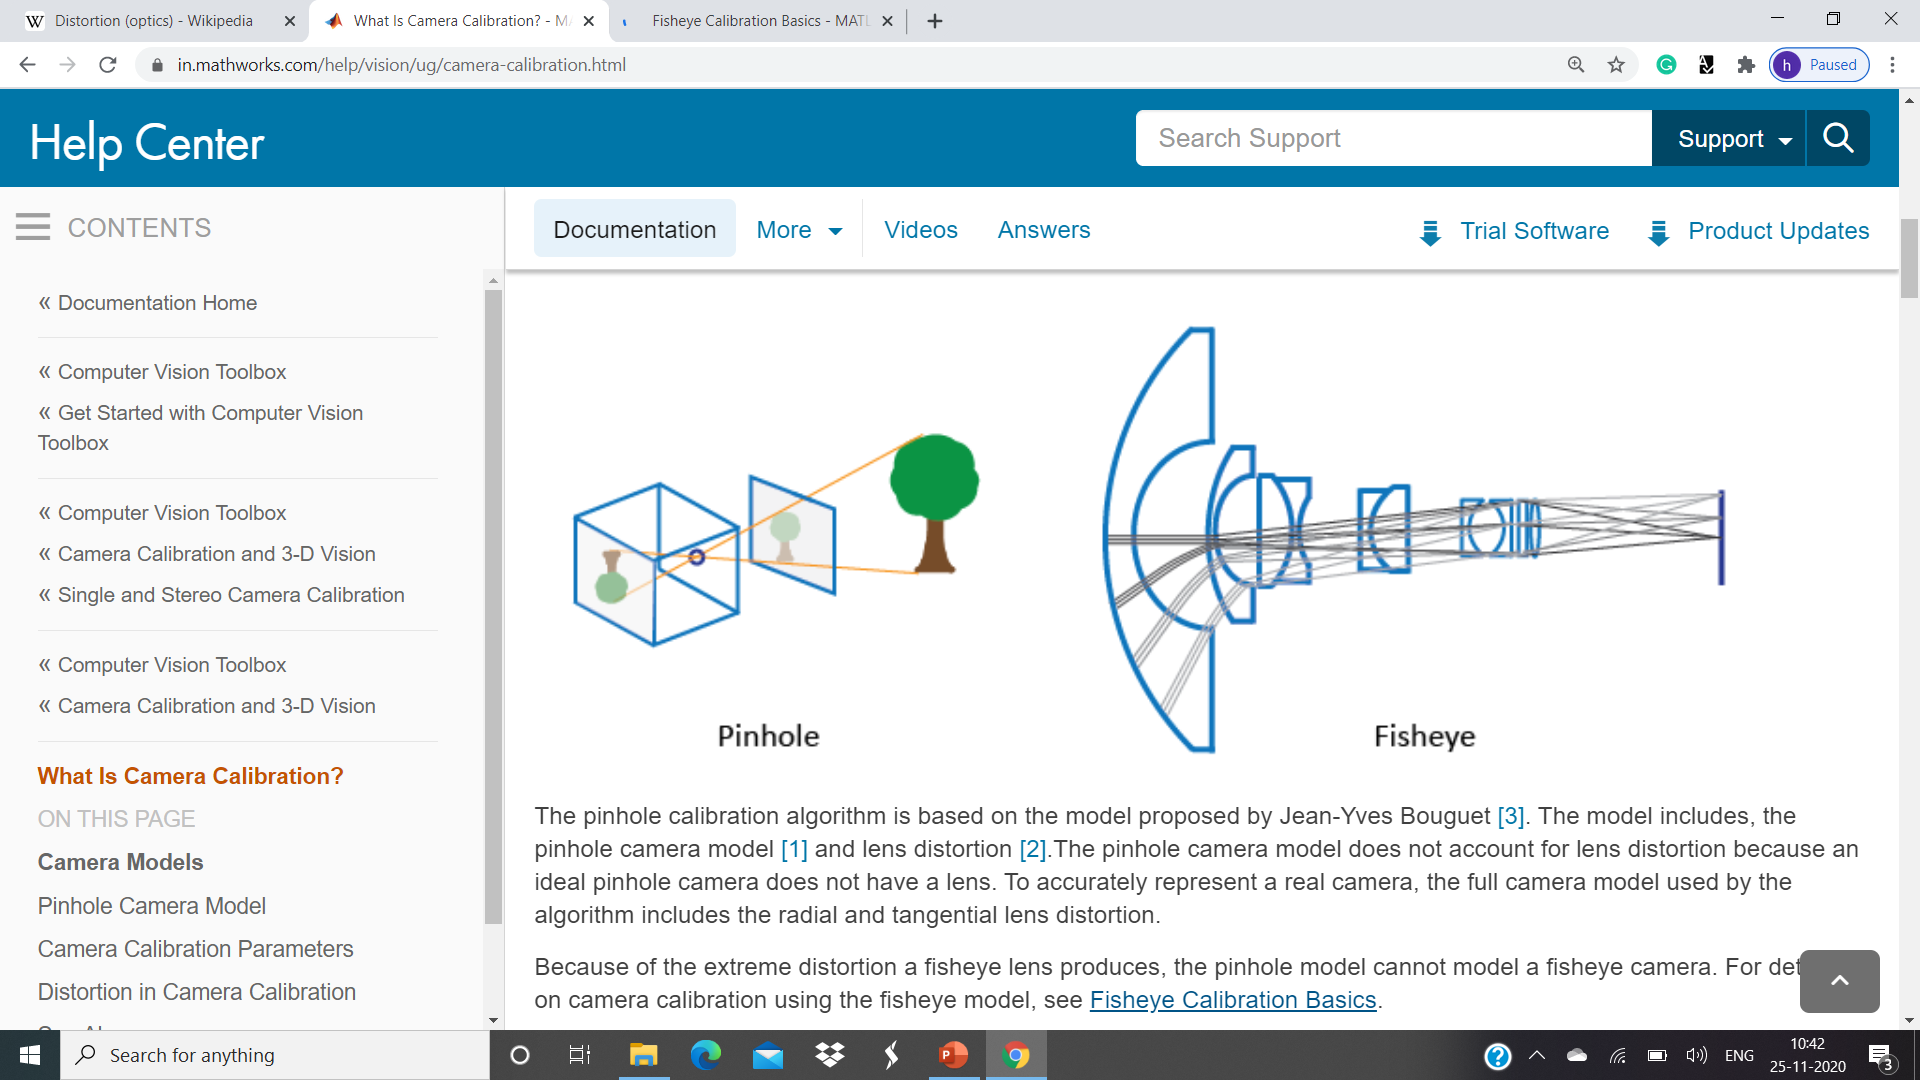 Distortion (optics) - Wikipedia
What Is Camera Calibration? - M
Fisheye Calibration Basics - MATL
in.mathworks.com/help/vision/ug/camera-calibration.html
h Paused
Help Center
Search Support
Support
CONTENTS
Documentation
More
Videos
Answers
Trial Software
Product Updates
« Documentation Home
« Computer Vision Toolbox
« Get Started with Computer Vision
Toolbox
« Computer Vision Toolbox
« Camera Calibration and 3-D Vision
« Single and Stereo Camera Calibration
« Computer Vision Toolbox
« Camera Calibration and 3-D Vision
What Is Camera Calibration?
ON THIS PAGE
Camera Models
Pinhole Camera Model
Camera Calibration Parameters
Distortion in Camera Calibration
Pinhole
Fisheye
The pinhole calibration algorithm is based on the model proposed by Jean-Yves Bouguet [3]. The model includes, the
pinhole camera model [1] and lens distortion [2].The pinhole camera model does not account for lens distortion because an
ideal pinhole camera does not have a lens. To accurately represent a real camera, the full camera model used by the
algorithm includes the radial and tangential lens distortion.
Because of the extreme distortion a fisheye lens produces, the pinhole model cannot model a fisheye camera. For det
on camera calibration using the fisheye model, see Fisheye Calibration Basics.
Search for anything
ENG
10:42
25-11-2020
3